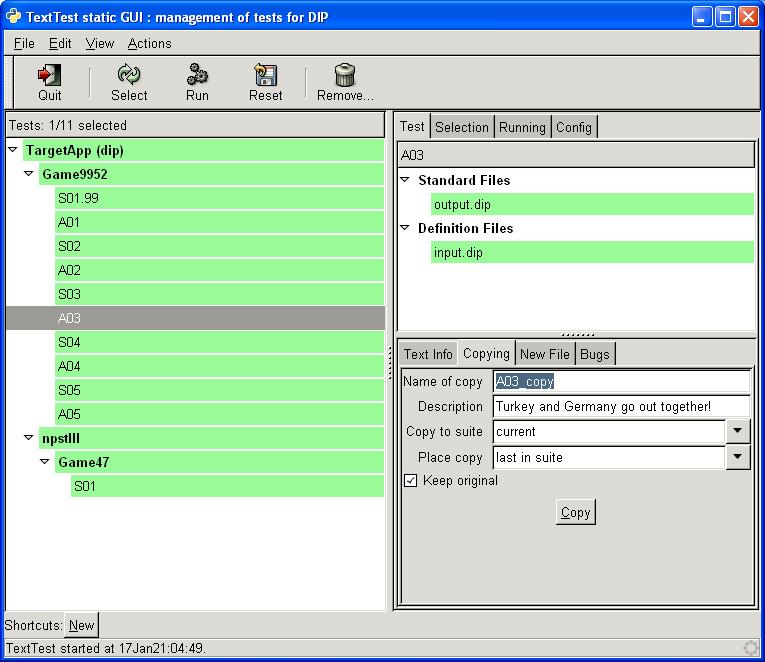 TextTest static GUI : management of tests for DIP
File Edit View Actions
Quit Select Run Reset Remove...
Tests: 1/11 selected
TargetApp (dip)
Game9952
S01.99
A01
S02
A02
S03
A03
S04
A04
S05
A05
npstIII
Game47
S01
Test Selection Running Config
A03
Standard Files
output.dip
Definition Files
input.dip
Text Info Copying New File Bugs
Name of copy A03_copy
Description Turkey and Germany go out together!
Copy to suite current
Place copy last in suite
Keep original
Copy
Shortcuts: New
TextTest started at 17Jan21:04:49.